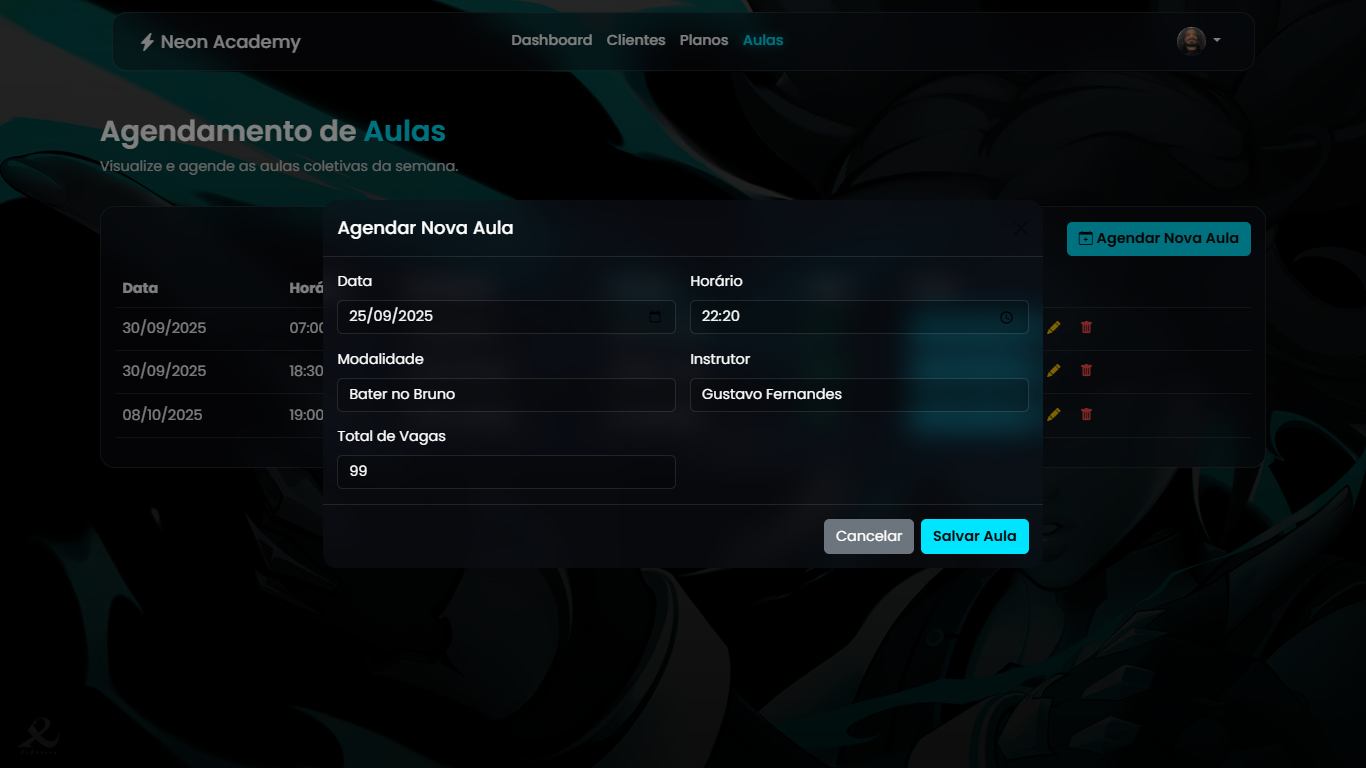 Neon Academy
Dashboard Clientes Planos Aulas
Agendamento de Aulas
Visualize e agende as aulas coletivas da semana.
Agendar Nova Aula
Agendar Nova Aula
Data
Horário
25/09/2025
22:20
Modalidade
Instrutor
Bater no Bruno
Gustavo Fernandes
Total de Vagas
99
Cancelar
Salvar Aula
Data
30/09/2025 07:00
30/09/2025 18:30
08/10/2025 19:00